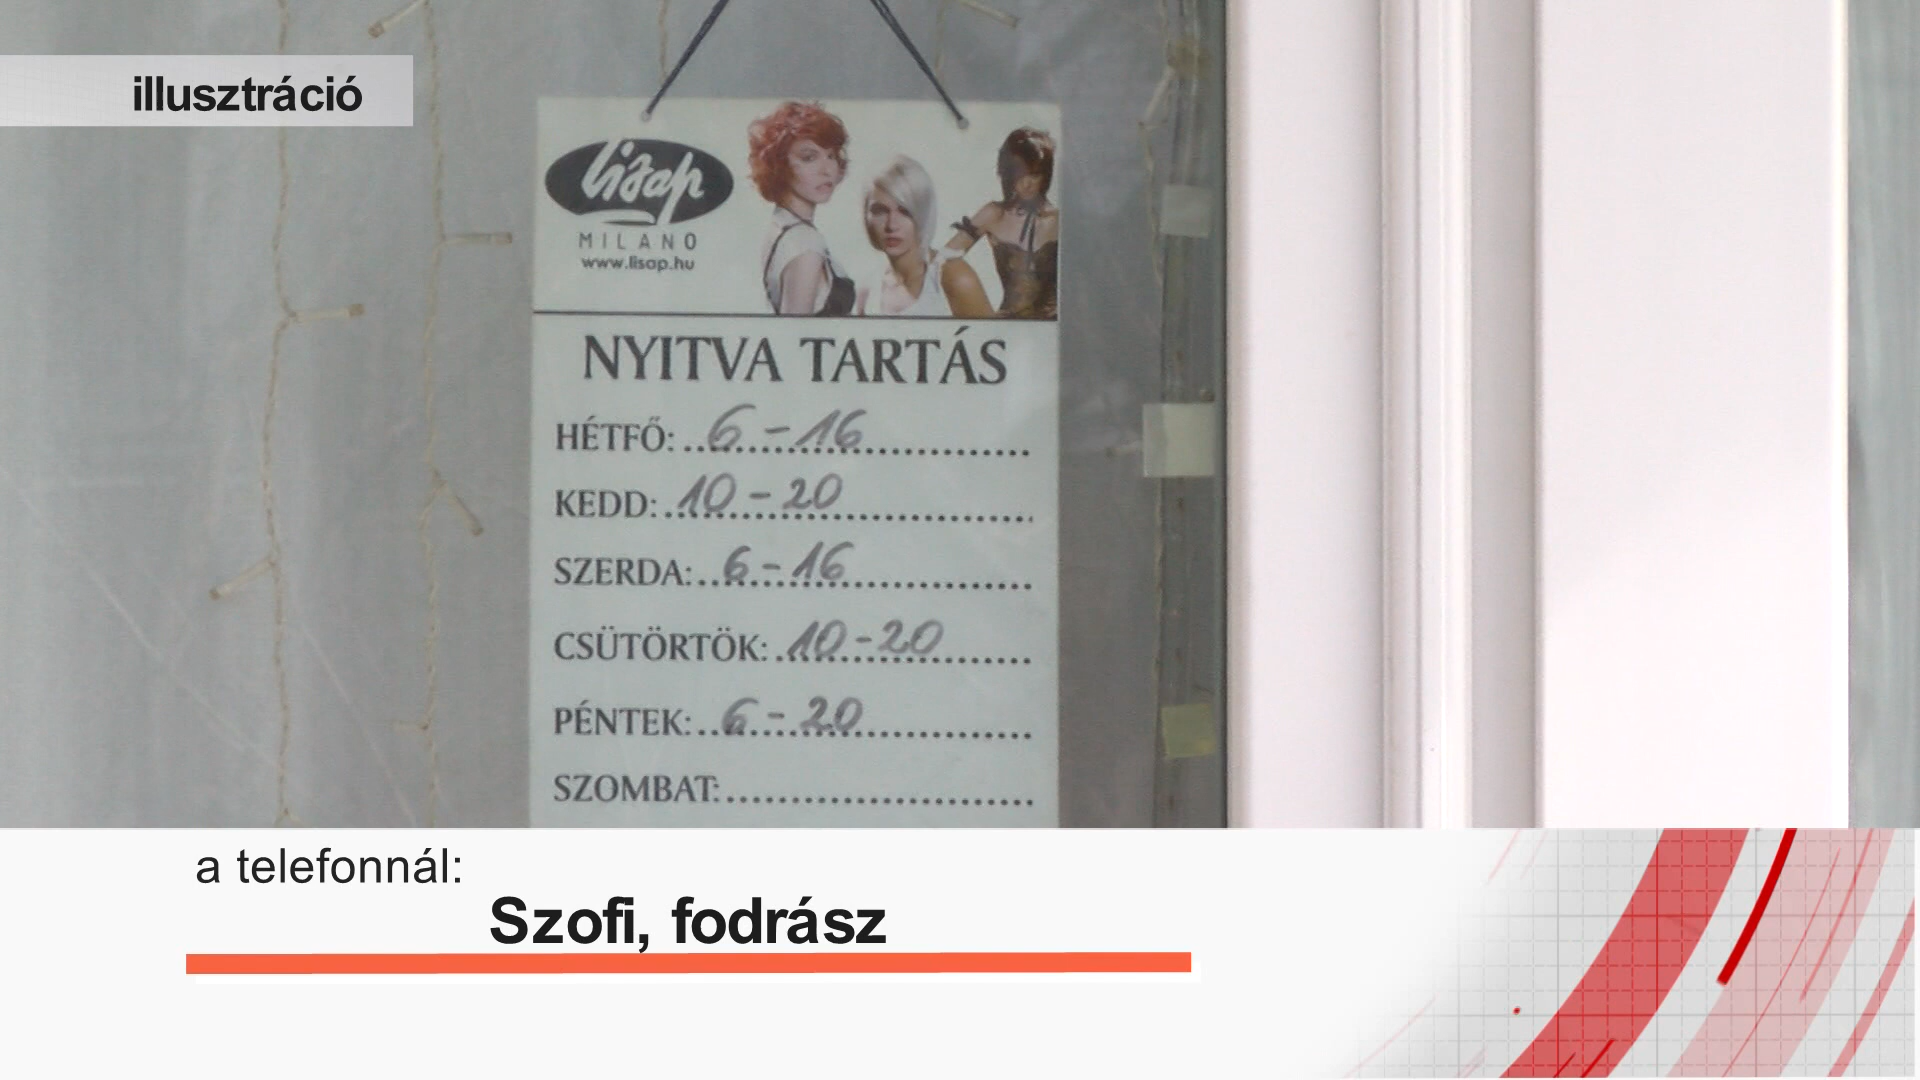 illusztráció
lisap
MILANO
www.lisap.hu
NYITVA TARTÁS
HÉTFŐ: 6 - 16
KEDD: 10 - 20
SZERDA: 6 - 16
CSÜTÖRTÖK: 10 - 20
PÉNTEK: 6 - 20
SZOMBAT:
a telefonnál:
Szofi, fodrász